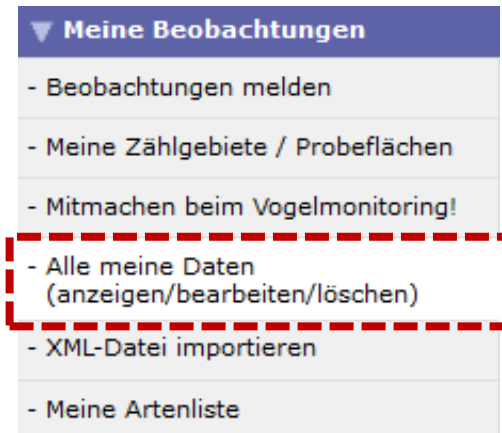 ▼ Meine Beobachtungen
- Beobachtungen melden
- Meine Zählgebiete / Probeflächen
- Mitmachen beim Vogelmonitoring!
- Alle meine Daten
(anzeigen/bearbeiten/löschen)
- XML-Datei importieren
- Meine Artenliste